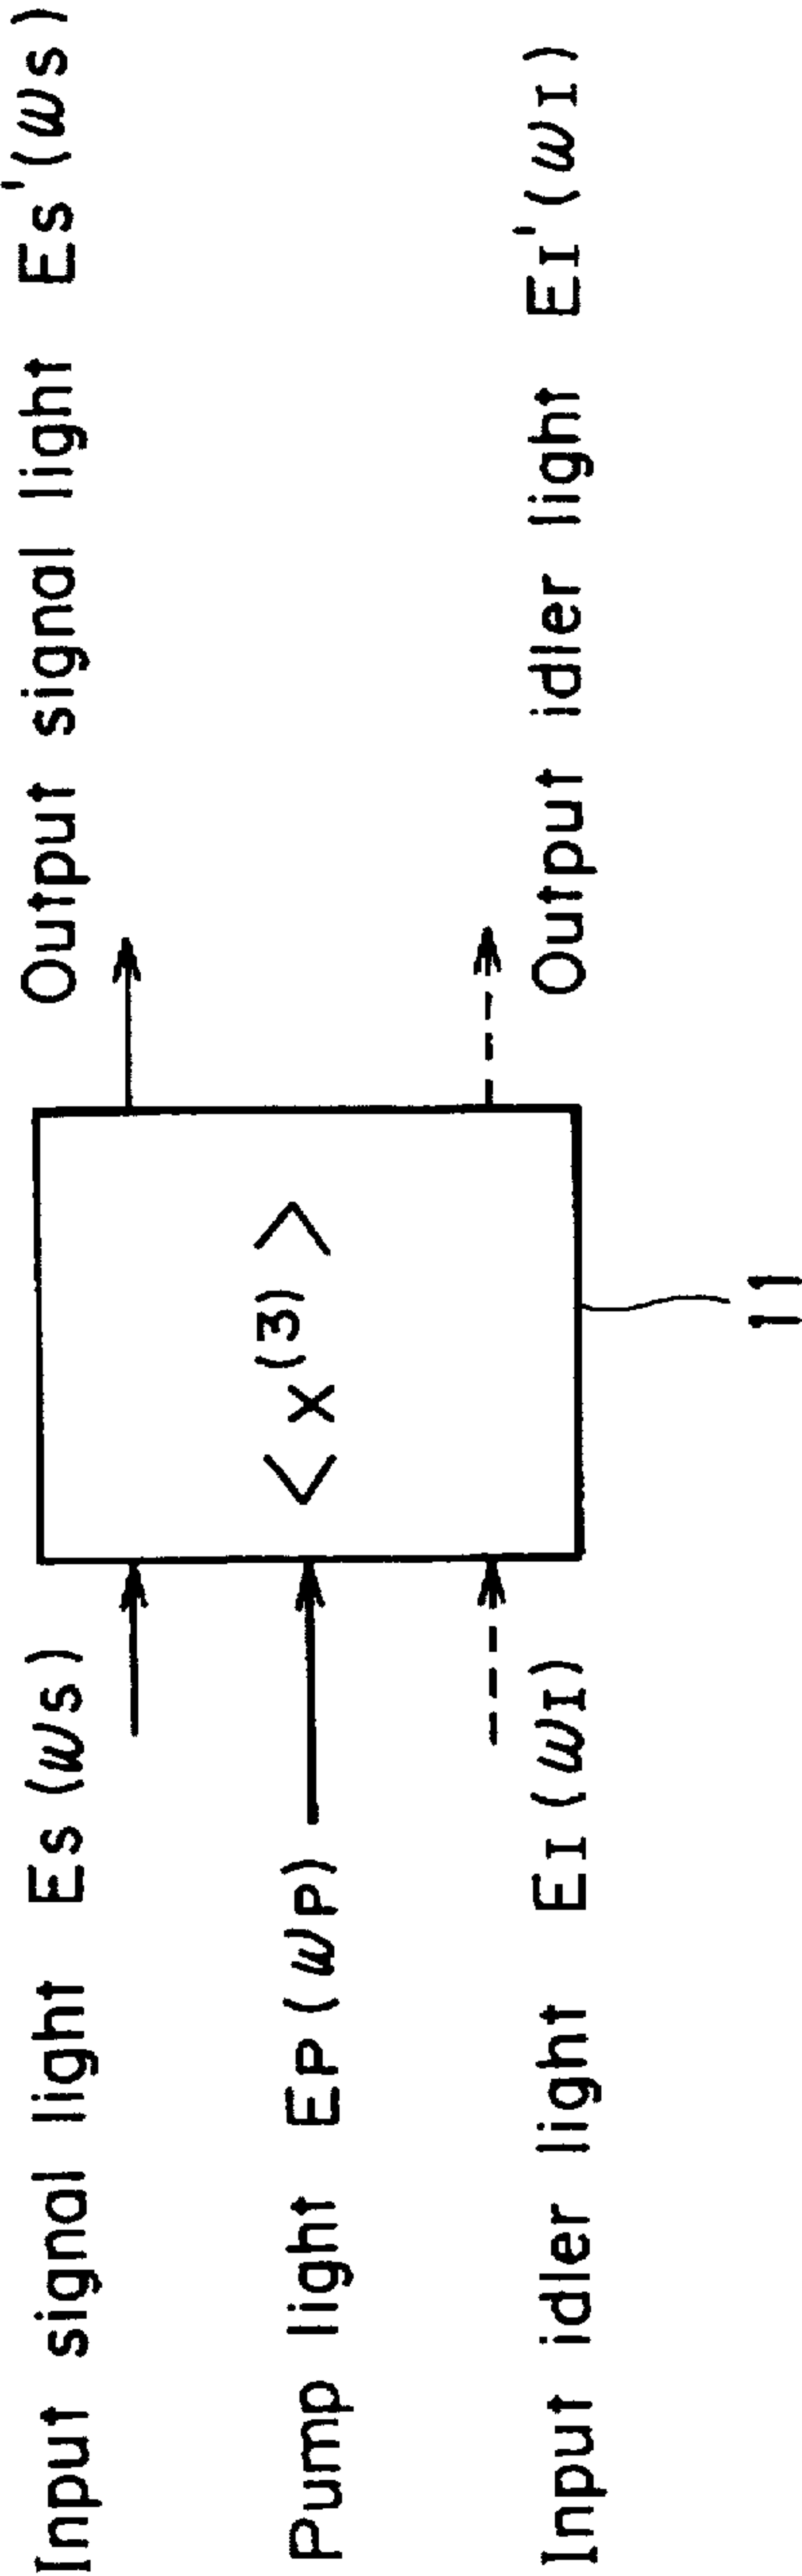 Input signal light Es (ωs)
Pump light Ep (ωp)
Input idler light EI (ωI)
< x(3) >
11
Output signal light Es' (ωs)
Output idler light EI' (ωI)